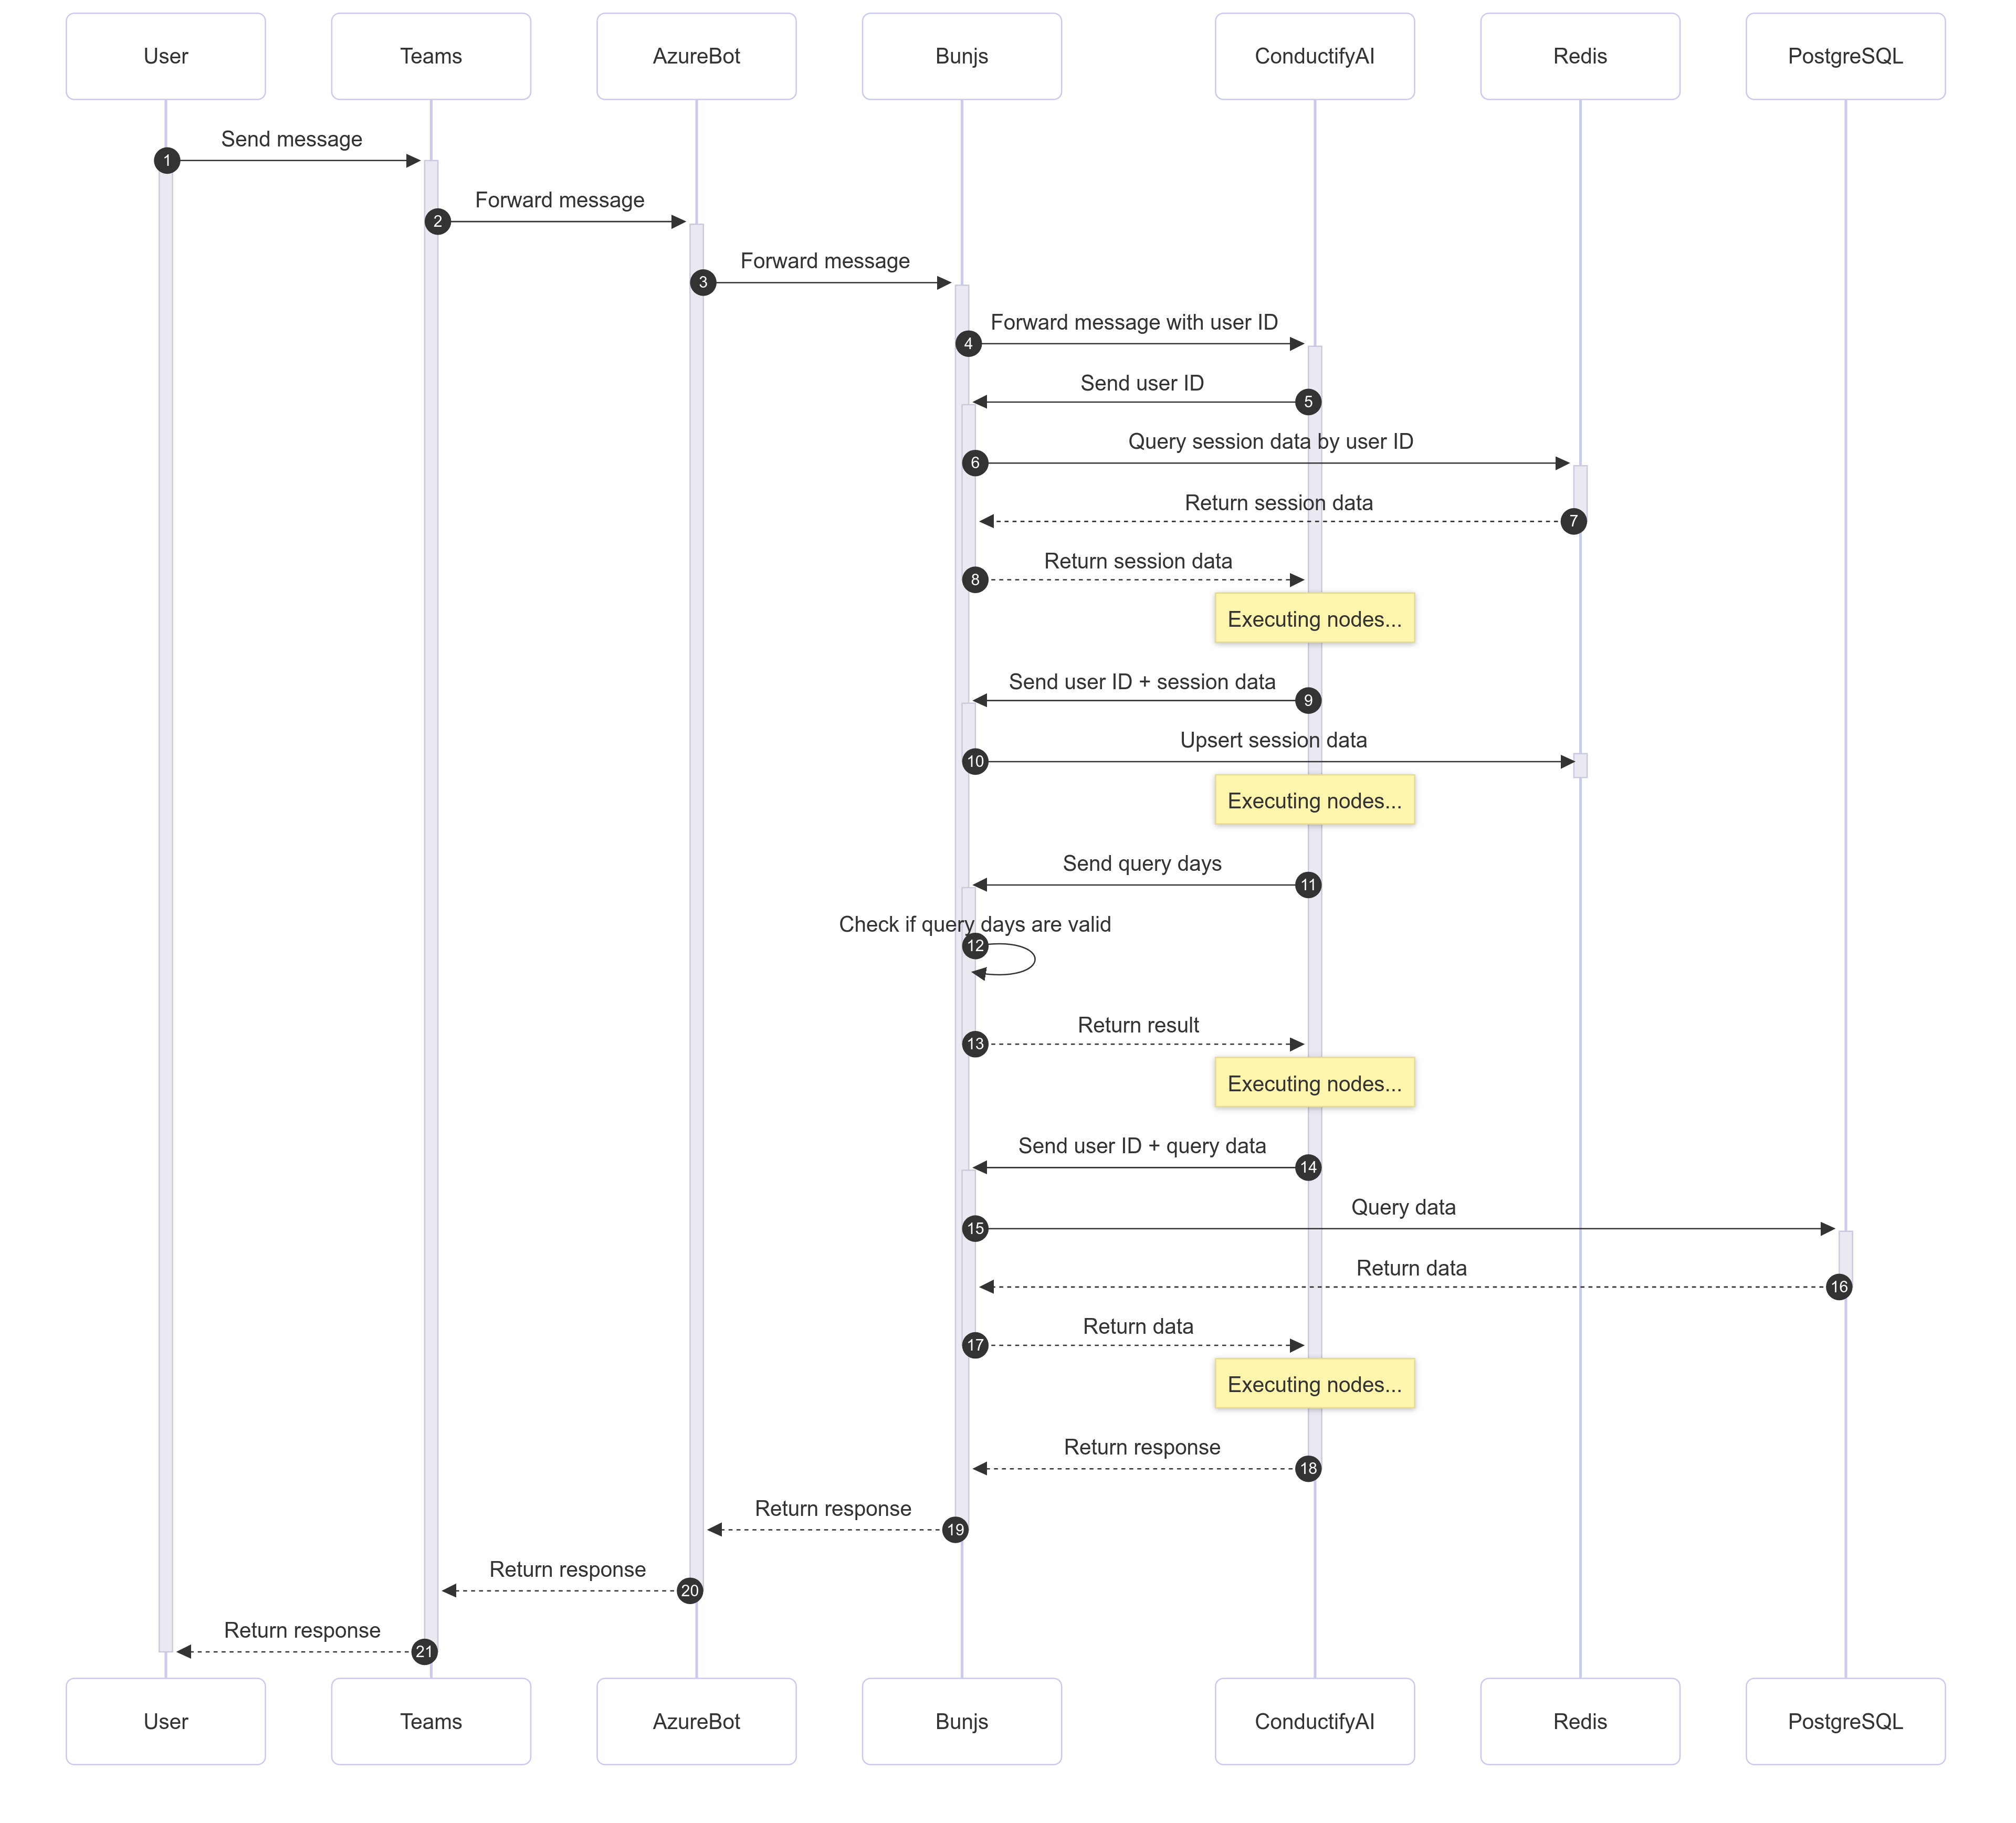 User
Teams
AzureBot
Bunjs
ConductifyAI
Redis
PostgreSQL
Send message
1
Forward message
2
Forward message
3
Forward message with user ID
4
Send user ID
5
Query session data by user ID
6
Return session data
7
Return session data
8
Executing nodes...
Send user ID + session data
9
Upsert session data
10
Executing nodes...
Send query days
11
Check if query days are valid
12
Return result
13
Executing nodes...
Send user ID + query data
14
Query data
15
Return data
16
Return data
17
Executing nodes...
Return response
18
Return response
19
Return response
20
Return response
21
User
Teams
AzureBot
Bunjs
ConductifyAI
Redis
PostgreSQL